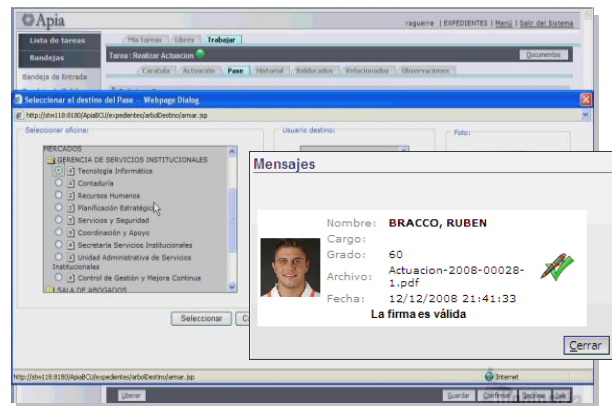 Apia
raguerre | EXPEDIENTES | Menú | Salir del Sistema
Lista de tareas
Mis tareas Libres Trabajar
Bandejas
Tarea : Realizar Actuacion
Documentos
Bandeja de Entrada
Caratula Actuación Pase Historial Relacionados Observaciones
Seleccionar el destino del Pase -- Webpage Dialog
http://stw118:8180/ApiaBCU/expedientes/arbolDestino/armar.jsp
Seleccionar oficina:
Usuario destino:
Foto:
MERCADOS
GERENCIA DE SERVICIOS INSTITUCIONALES
Tecnología Informática
Contaduría
Recursos Humanos
Planificación Estratégica
Servicios y Seguridad
Coordinación y Apoyo
Secretaría Servicios Institucionales
Unidad Administrativa de Servicios
Institucionales
Control de Gestión y Mejora Continua
SALA DE ABOGADOS
Seleccionar
Mensajes
Nombre: BRACCO, RUBEN
Cargo:
Grado: 60
Archivo: Actuacion-2008-00028-
1.pdf
Fecha: 12/12/2008 21:41:33
La firma es válida
Cerrar
http://stw118:8180/ApiaBCU/expedientes/arbolDestino/armar.jsp
Internet
Liberar
Guardar Confirmar Imprimir Salir